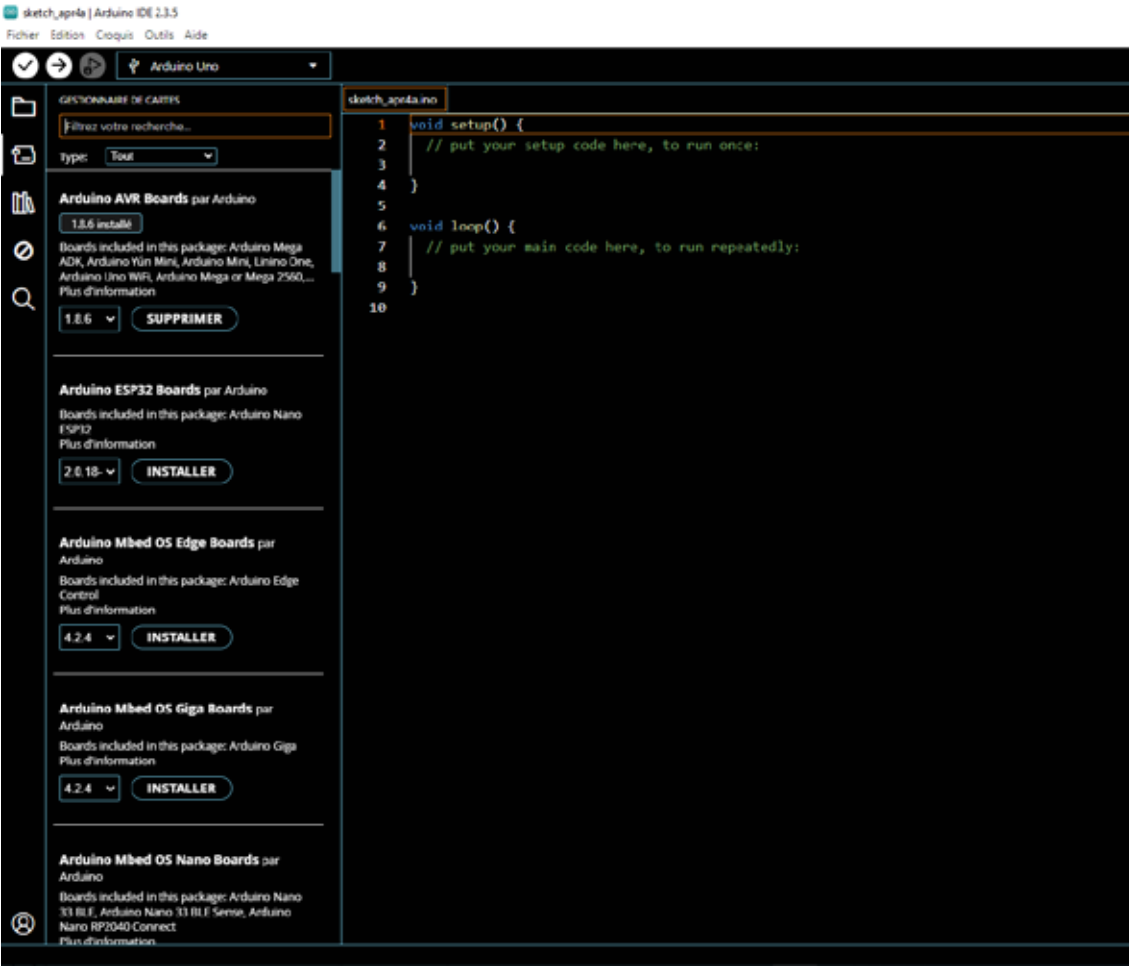 sketch_apr4a | Arduino IDE 2.3.5
Fichier Edition Croquis Outils Aide
Arduino Uno
GESTIONNAIRE DE CARTES
Filtrez votre recherche...
Type: Tout
Arduino AVR Boards par Arduino
1.8.6 installé
Boards included in this package: Arduino Mega
ADK, Arduino Yún Mini, Arduino Mini, Linino One,
Arduino Uno WiFi, Arduino Mega or Mega 2560,...
Plus d'information
1.8.6 SUPPRIMER
Arduino ESP32 Boards par Arduino
Boards included in this package: Arduino Nano
ESP32
Plus d'information
2.0.18- INSTALLER
Arduino Mbed OS Edge Boards par
Arduino
Boards included in this package: Arduino Edge
Control
Plus d'information
4.2.4 INSTALLER
Arduino Mbed OS Giga Boards par
Arduino
Boards included in this package: Arduino Giga
Plus d'information
4.2.4 INSTALLER
Arduino Mbed OS Nano Boards par
Arduino
Boards included in this package: Arduino Nano
33 BLE, Arduino Nano 33 BLE Sense, Arduino
Nano RP2040 Connect
Plus d'information
sketch_apr4a.ino
1 void setup() {
2 // put your setup code here, to run once:
3
4 }
5
6 void loop() {
7 // put your main code here, to run repeatedly:
8
9 }
10